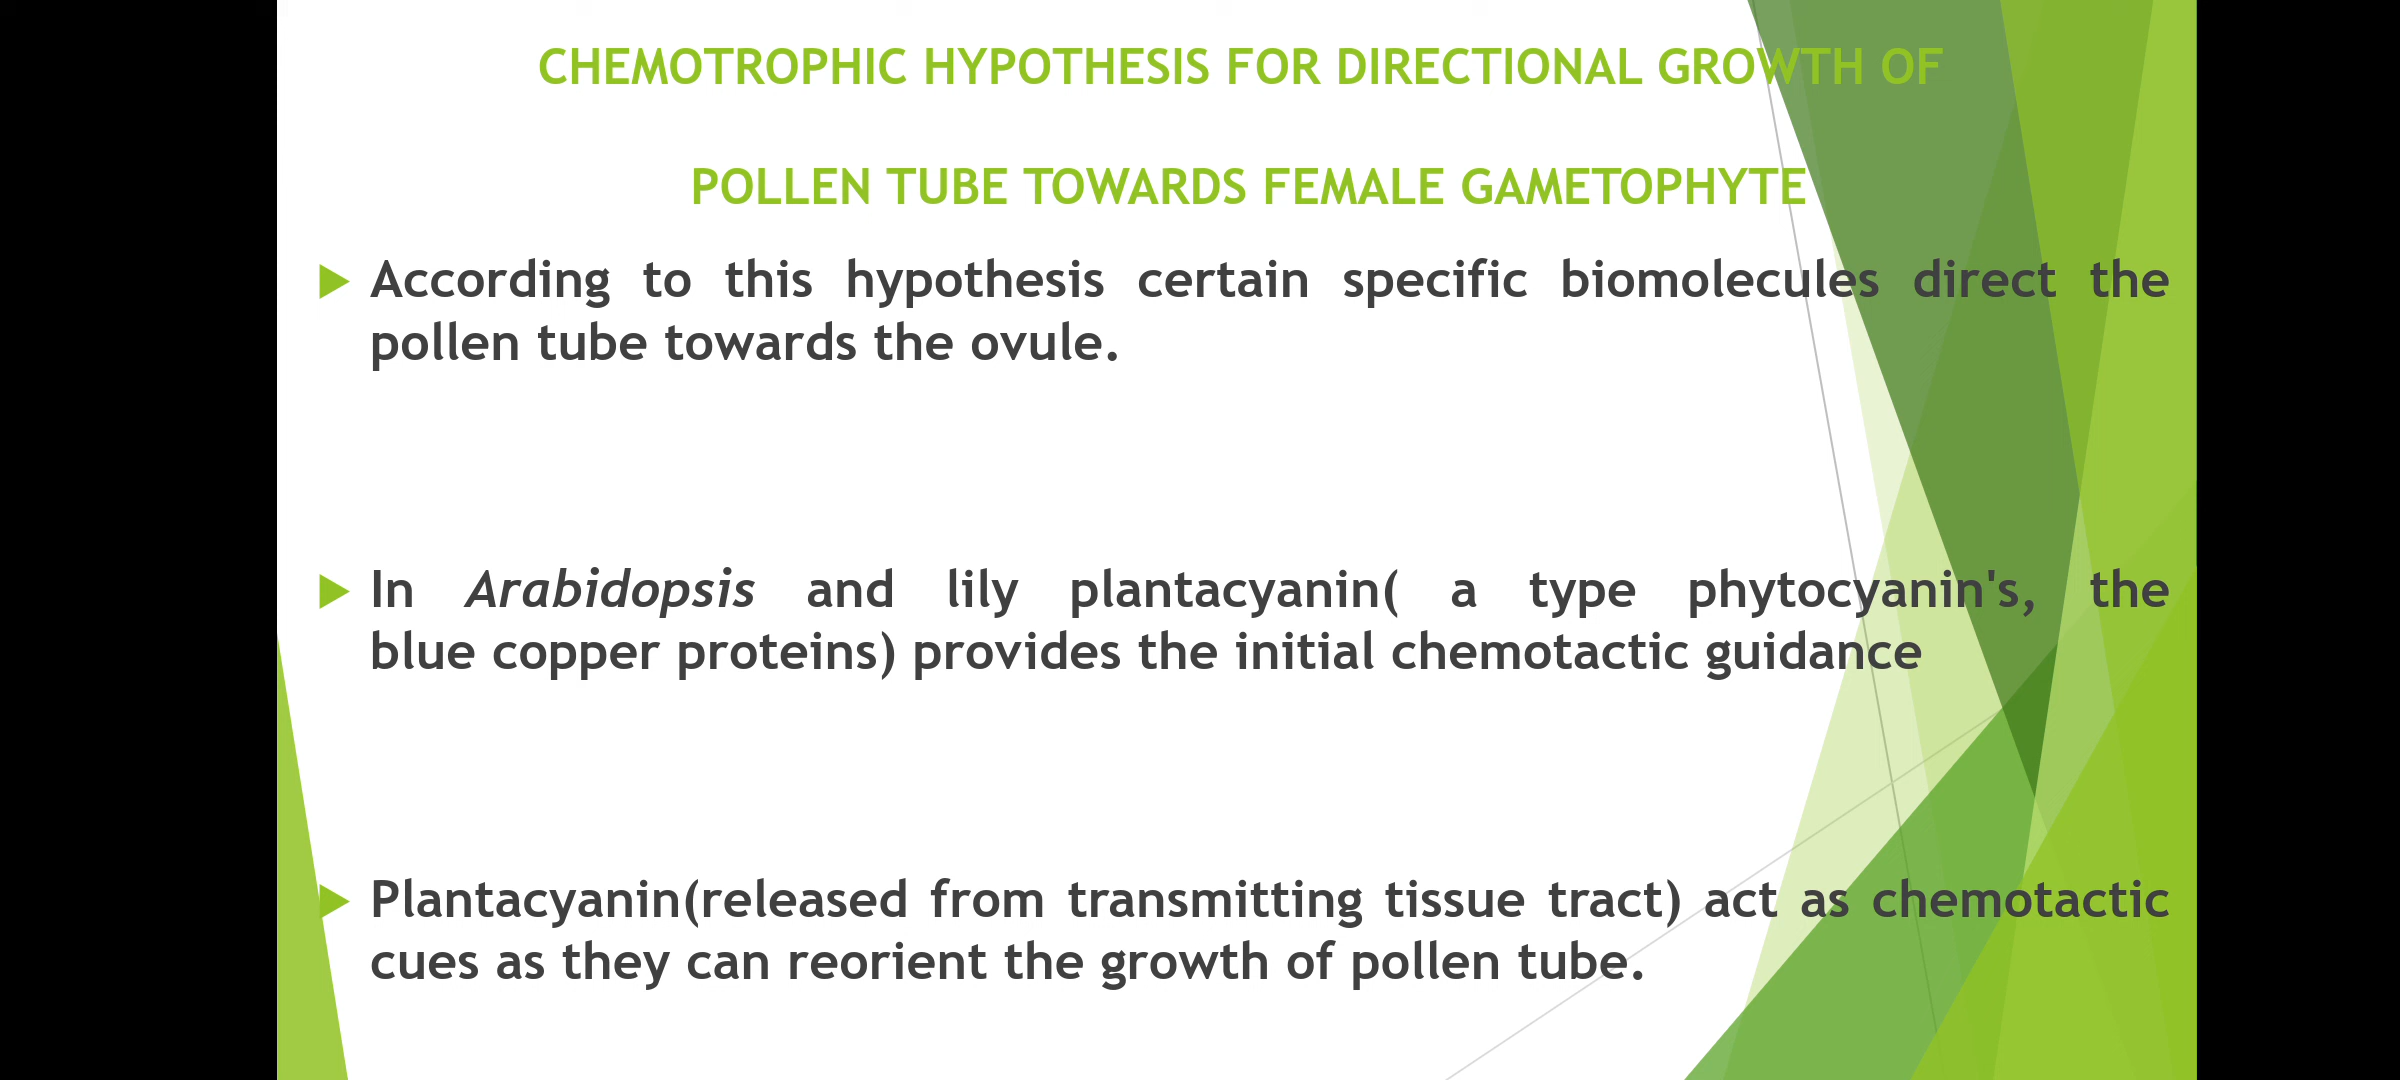 CHEMOTROPHIC HYPOTHESIS FOR DIRECTIONAL GROWTH OF
POLLEN TUBE TOWARDS FEMALE GAMETOPHYTE
According to this hypothesis certain specific biomolecules direct the
pollen tube towards the ovule.
In Arabidopsis and lily plantacyanin( a type phytocyanin's, the
blue copper proteins) provides the initial chemotactic guidance
Plantacyanin(released from transmitting tissue tract) act as chemotactic
cues as they can reorient the growth of pollen tube.